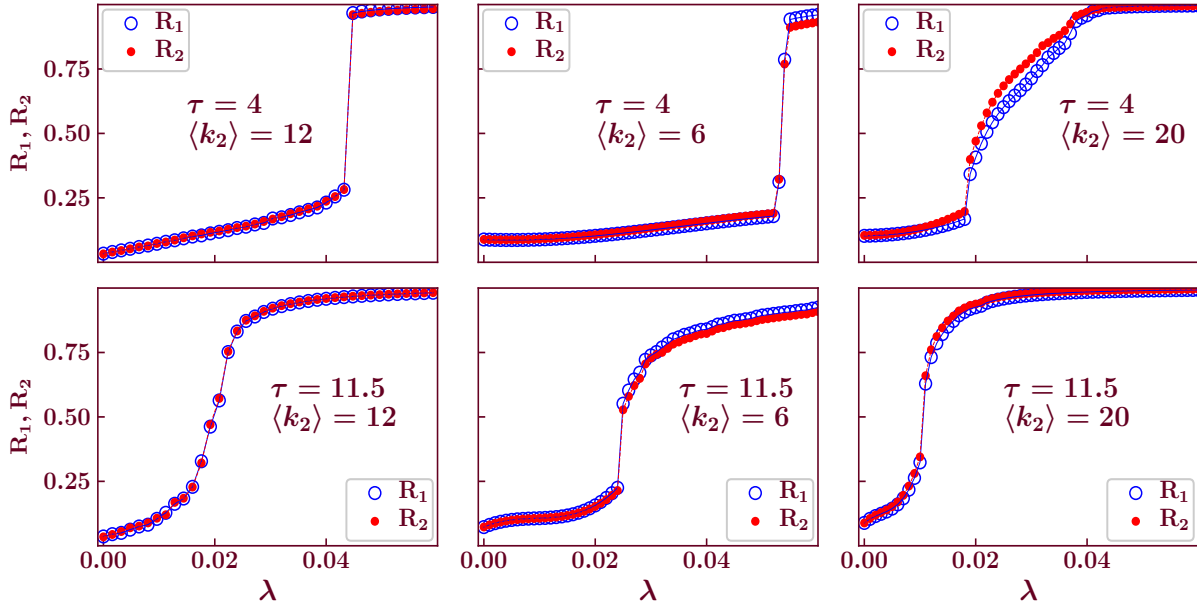 R₁
R₂
R₁
R₂
R₁
R₂
R₁, R₂
0.75
0.50
0.25
τ = 4
⟨k₂⟩ = 12
τ = 4
⟨k₂⟩ = 6
τ = 4
⟨k₂⟩ = 20
R₁, R₂
0.75
0.50
0.25
τ = 11.5
⟨k₂⟩ = 12
τ = 11.5
⟨k₂⟩ = 6
τ = 11.5
⟨k₂⟩ = 20
R₁
R₂
R₁
R₂
R₁
R₂
0.00 0.02 0.04
0.00 0.02 0.04
0.00 0.02 0.04
λ
λ
λ